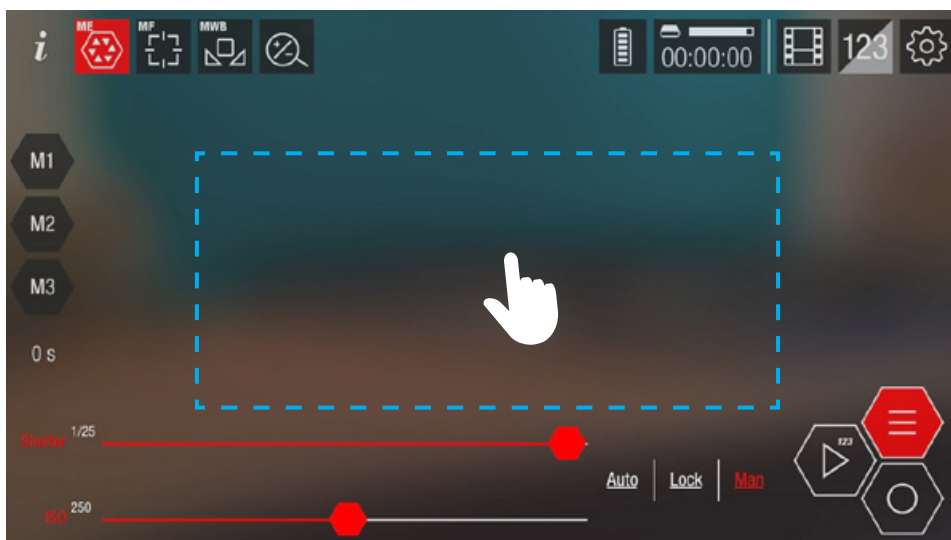 i
ME
MF
MWB
00:00:00
123
M1
M2
M3
0 s
Shutter 1/25
123
Auto Lock Man
ISO 250